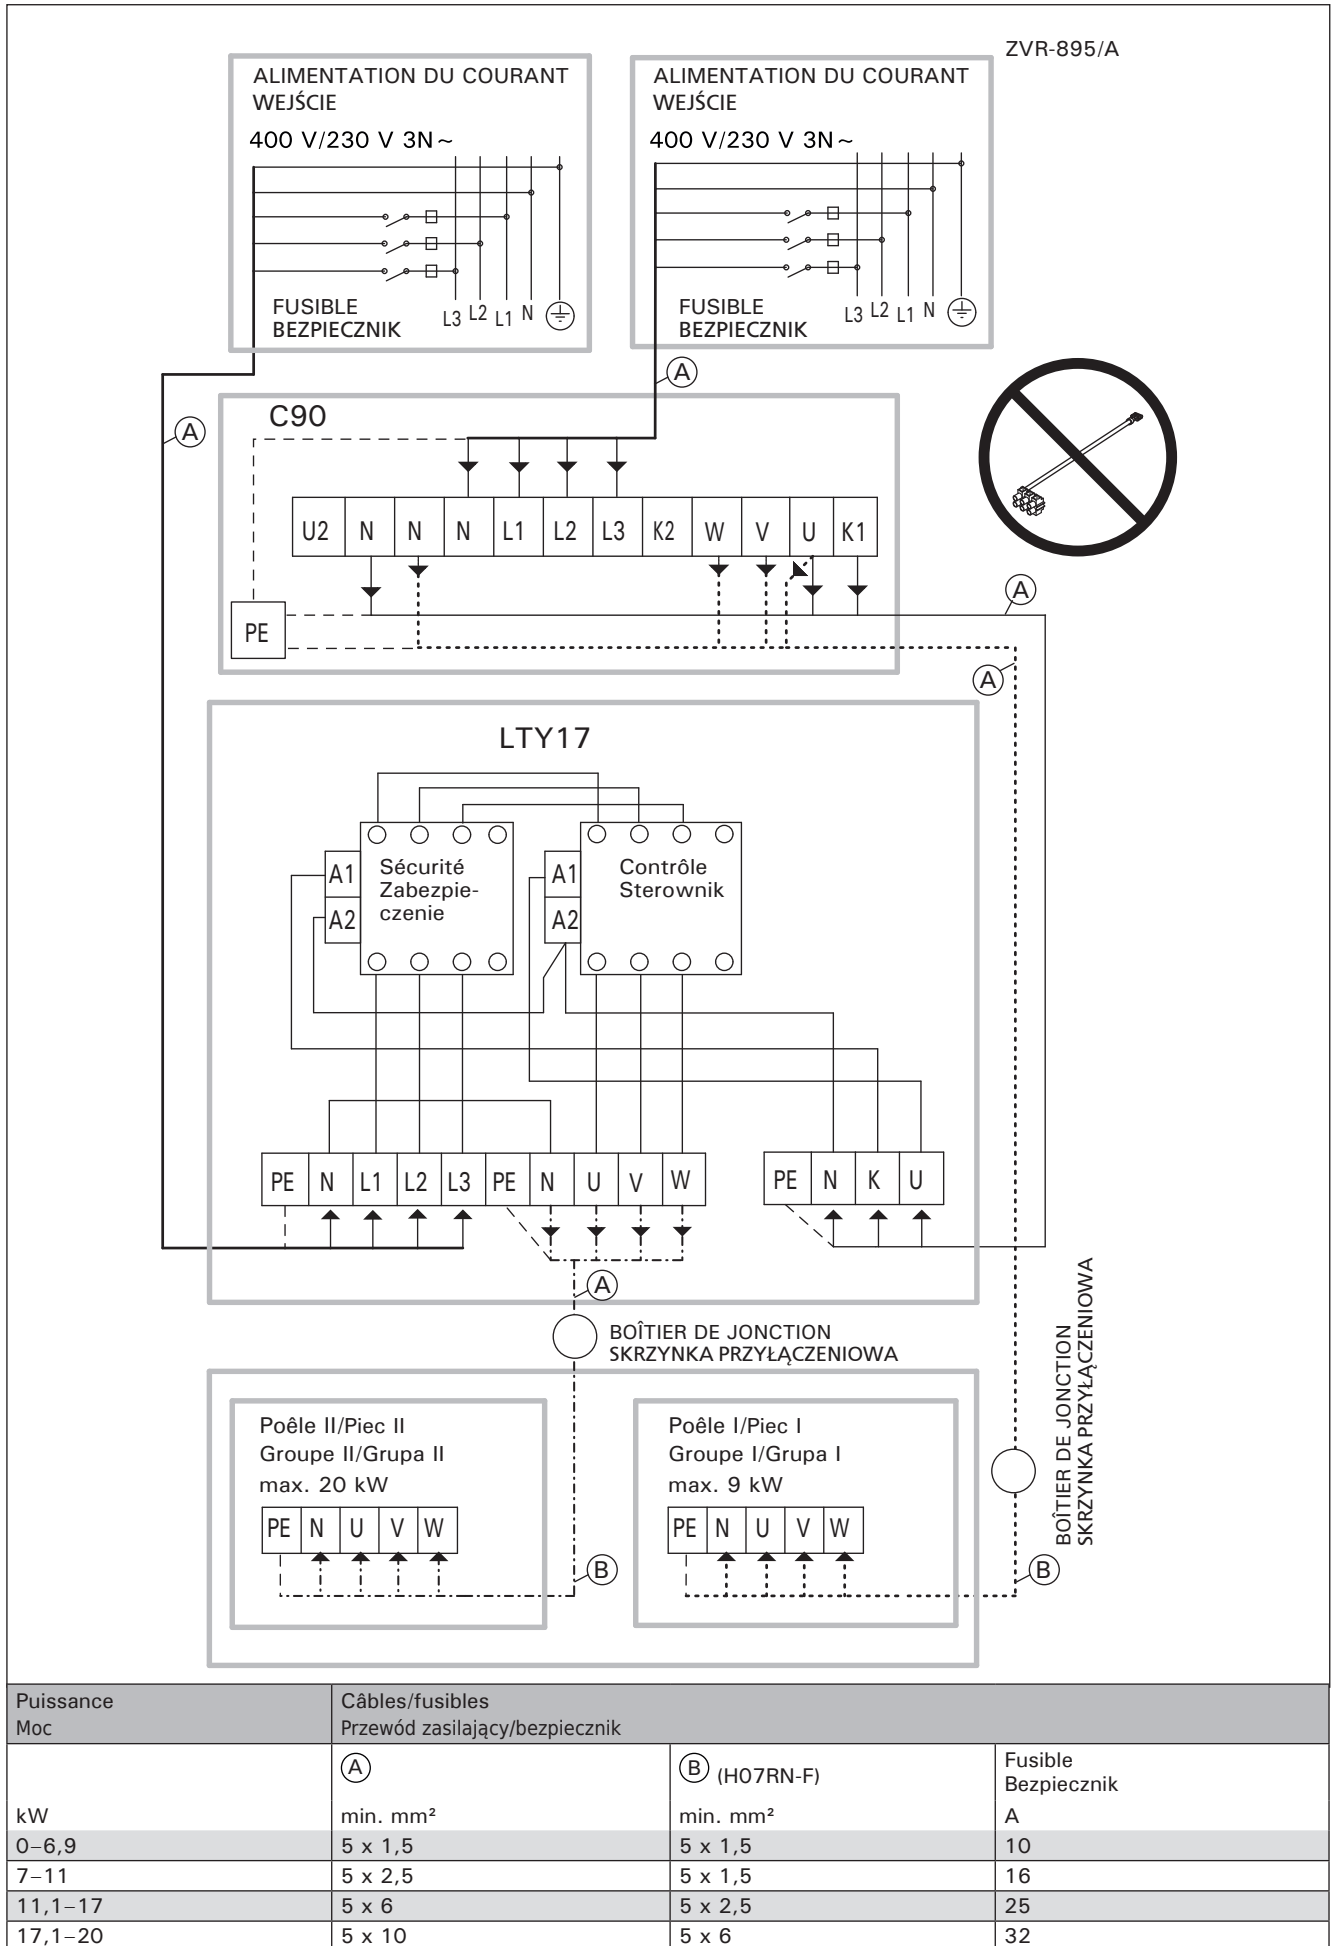 ZVR-895/A
ALIMENTATION DU COURANT
WEJŚCIE
400 V/230 V 3N~
FUSIBLE
BEZPIECZNIK
L3 L2 L1 N
ALIMENTATION DU COURANT
WEJŚCIE
400 V/230 V 3N~
FUSIBLE
BEZPIECZNIK
L3 L2 L1 N
A
A
C90
U2 N N N L1 L2 L3 K2 W V U K1
PE
A
A
LTY17
A1
A2
Sécurité
Zabezpie-
czenie
A1
A2
Contrôle
Sterownik
PE N L1 L2 L3 PE N U V W
PE N K U
A
BOÎTIER DE JONCTION
SKRZYNKA PRZYŁĄCZENIOWA
BOÎTIER DE JONCTION
SKRZYNKA PRZYŁĄCZENIOWA
Poêle II/Piec II
Groupe II/Grupa II
max. 20 kW
PE N U V W
B
Poêle I/Piec I
Groupe I/Grupa I
max. 9 kW
PE N U V W
B
Puissance
Moc
Câbles/fusibles
Przewód zasilający/bezpiecznik
A
B (H07RN-F)
Fusible
Bezpiecznik
kW min. mm² min. mm² A
0–6,9 5 x 1,5 5 x 1,5 10
7–11 5 x 2,5 5 x 1,5 16
11,1–17 5 x 6 5 x 2,5 25
17,1–20 5 x 10 5 x 6 32